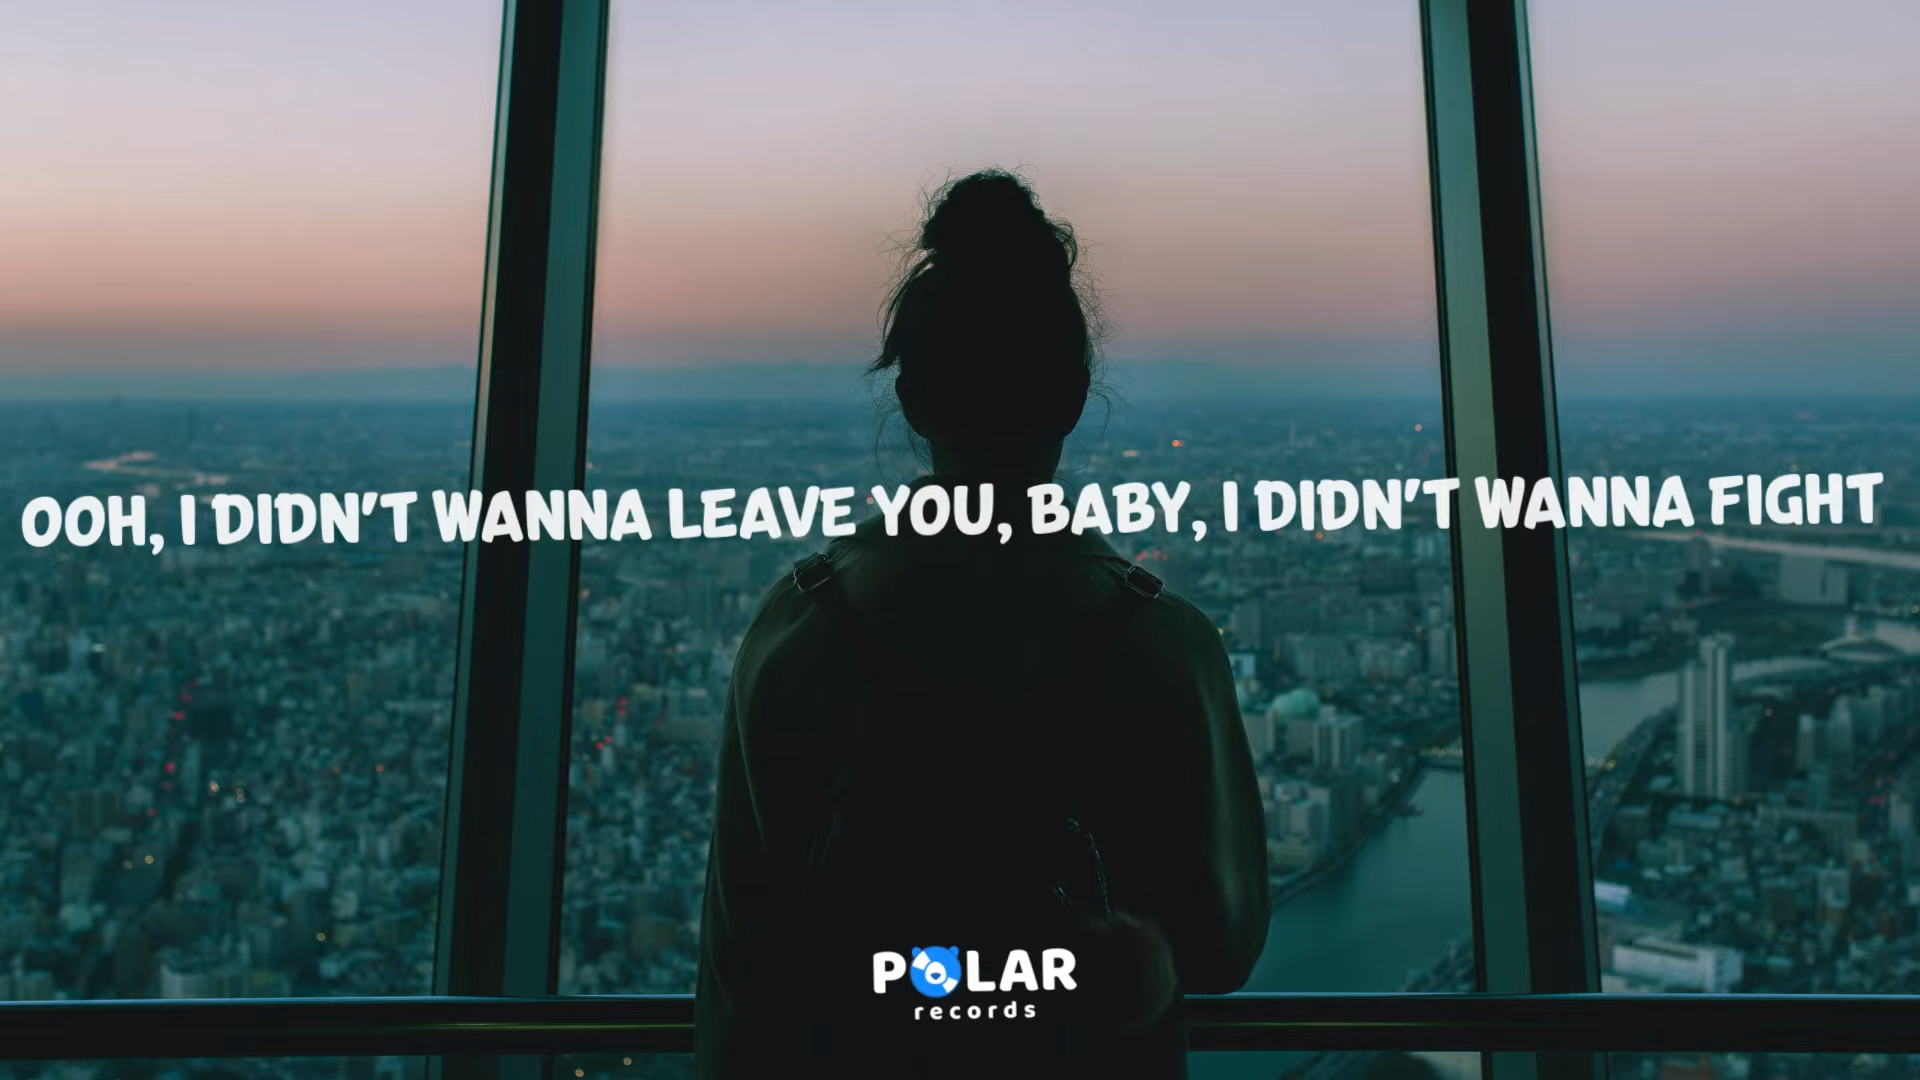 OOH, I DIDN'T WANNA LEAVE YOU, BABY, I DIDN'T WANNA FIGHT
POLAR
records